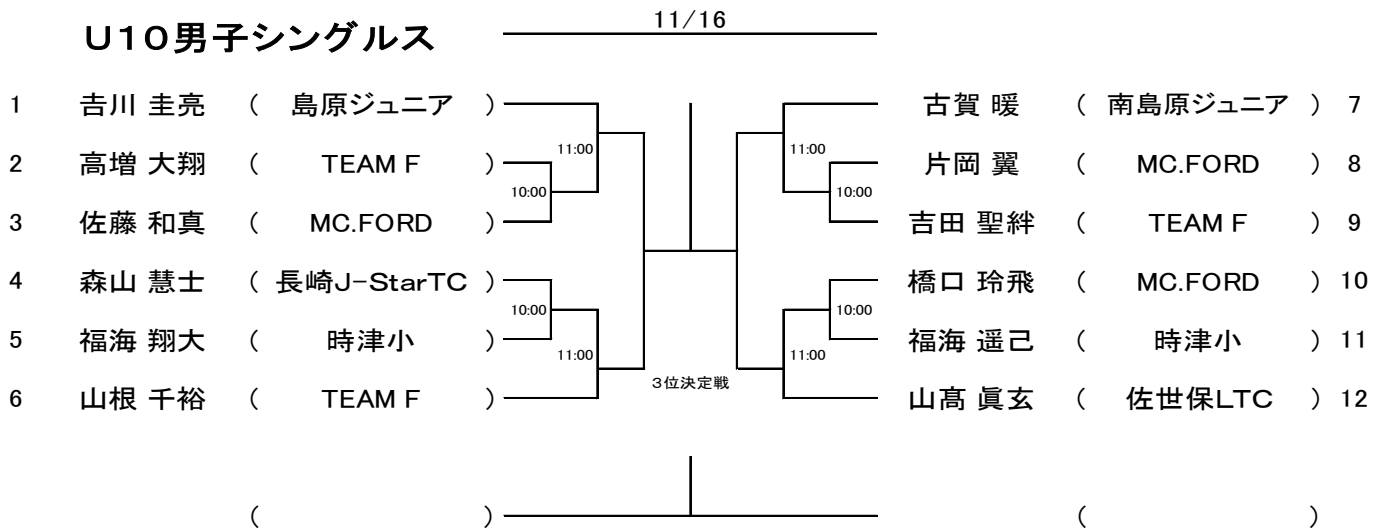 11/16
U10男子シングルス
1 吉川 圭亮 ( 島原ジュニア ) 古賀 暖 ( 南島原ジュニア ) 7
11:00 11:00
2 高増 大翔 ( TEAM F ) 片岡 翼 ( MC.FORD ) 8
10:00 10:00
3 佐藤 和真 ( MC.FORD ) 吉田 聖絆 ( TEAM F ) 9
4 森山 慧士 ( 長崎J-StarTC ) 橋口 玲飛 ( MC.FORD ) 10
10:00 10:00
5 福海 翔大 ( 時津小 ) 福海 遥己 ( 時津小 ) 11
11:00 11:00
3位決定戦
6 山根 千裕 ( TEAM F ) 山髙 眞玄 ( 佐世保LTC ) 12
( ) ( )